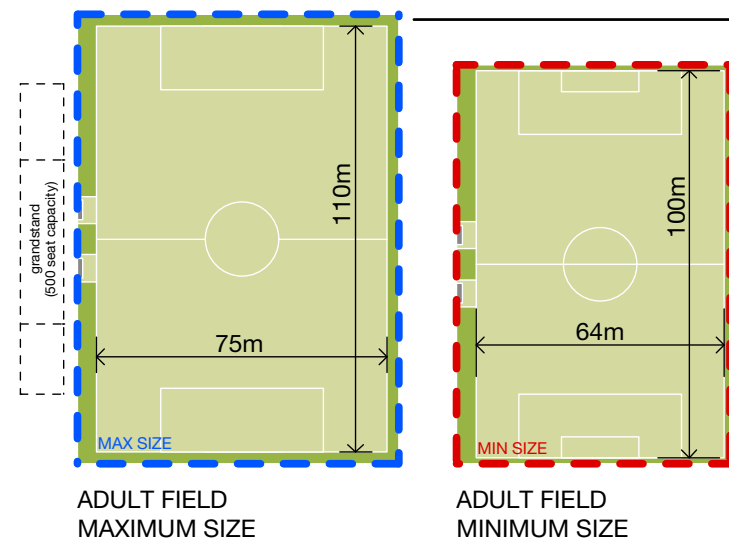 grandstand
(500 seat capacity)
110m
75m
MAX SIZE
ADULT FIELD
MAXIMUM SIZE
100m
64m
MIN SIZE
ADULT FIELD
MINIMUM SIZE